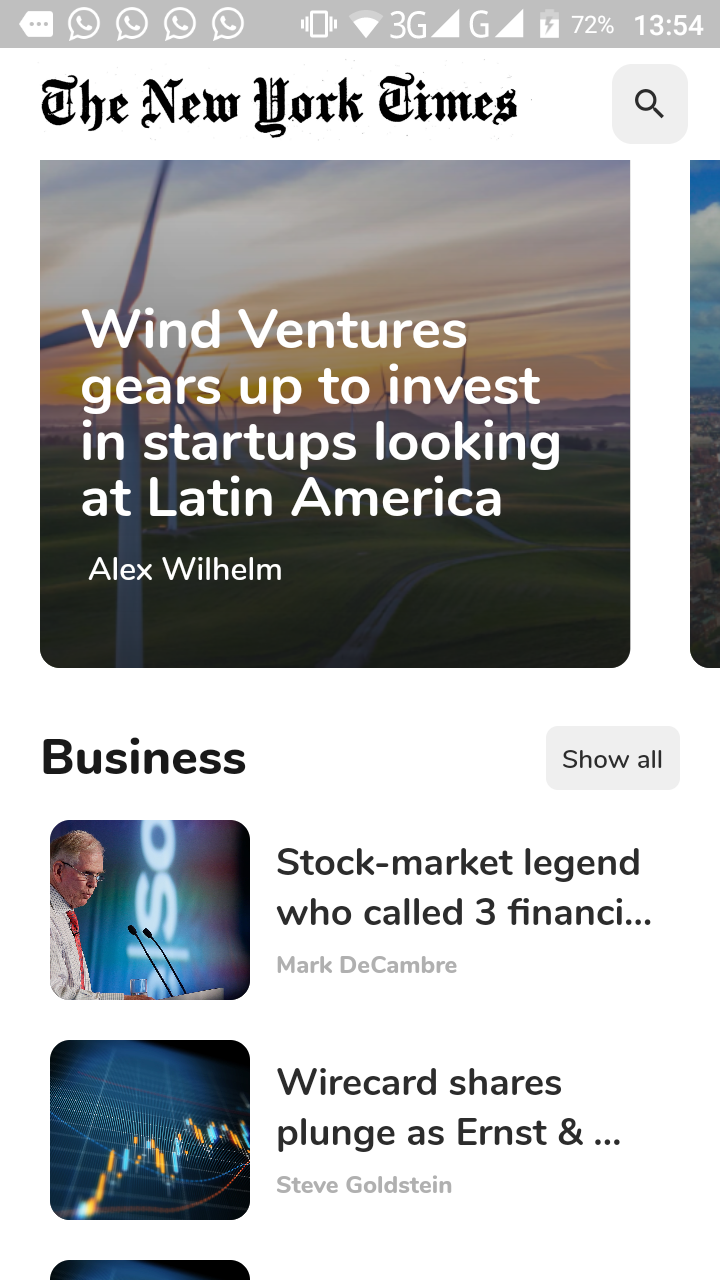 3G G 72% 13:54
The New York Times
Wind Ventures
gears up to invest
in startups looking
at Latin America
Alex Wilhelm
Business
Show all
Stock-market legend
who called 3 financi...
Mark DeCambre
Wirecard shares
plunge as Ernst & ...
Steve Goldstein